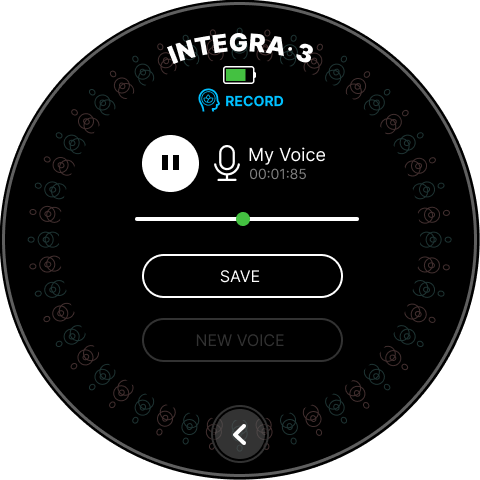 INTEGRA·3
RECORD
My Voice
00:01:85
SAVE
NEW VOICE